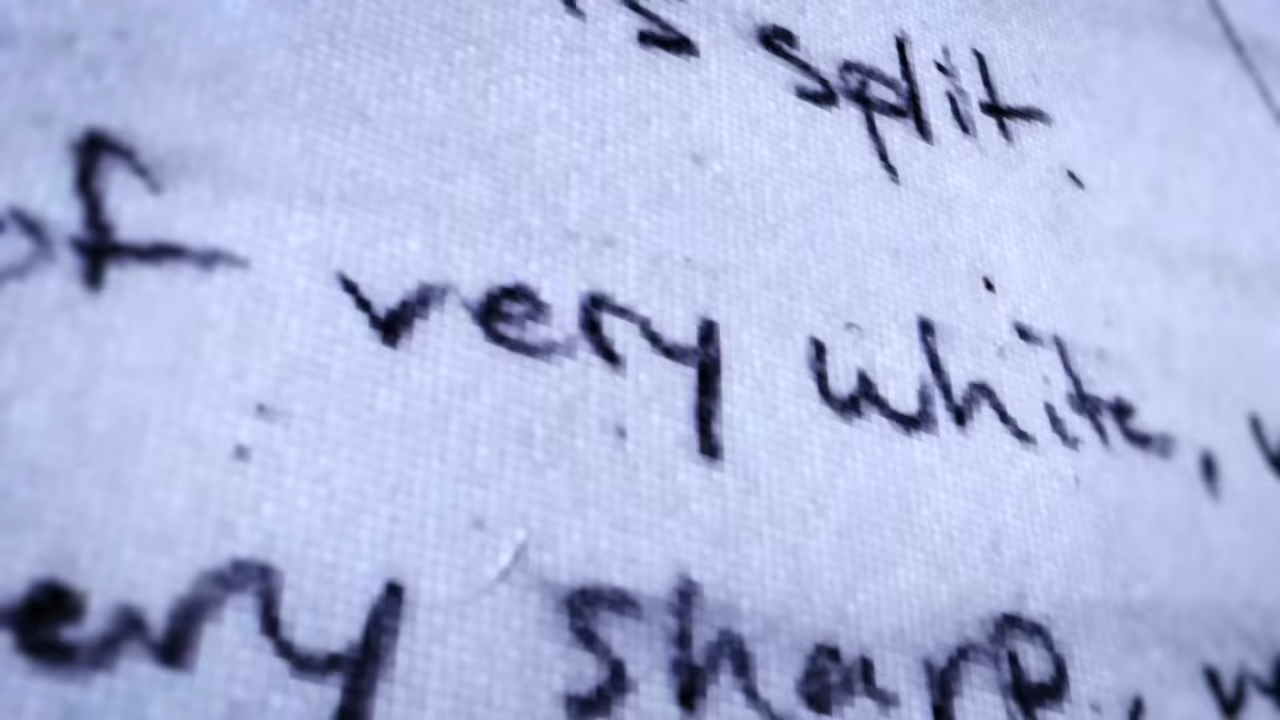 is split.
of very white,
ery sharp,